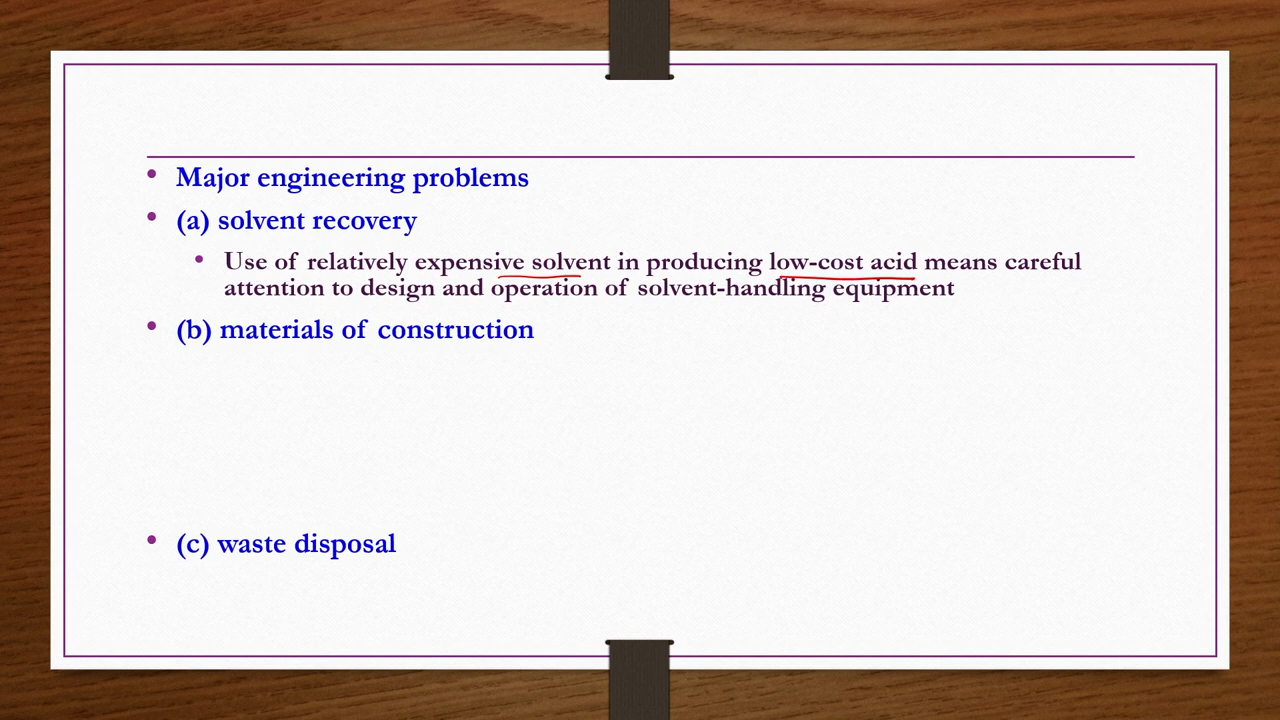 Major engineering problems
(a) solvent recovery
Use of relatively expensive solvent in producing low-cost acid means careful
attention to design and operation of solvent-handling equipment
(b) materials of construction
(c) waste disposal